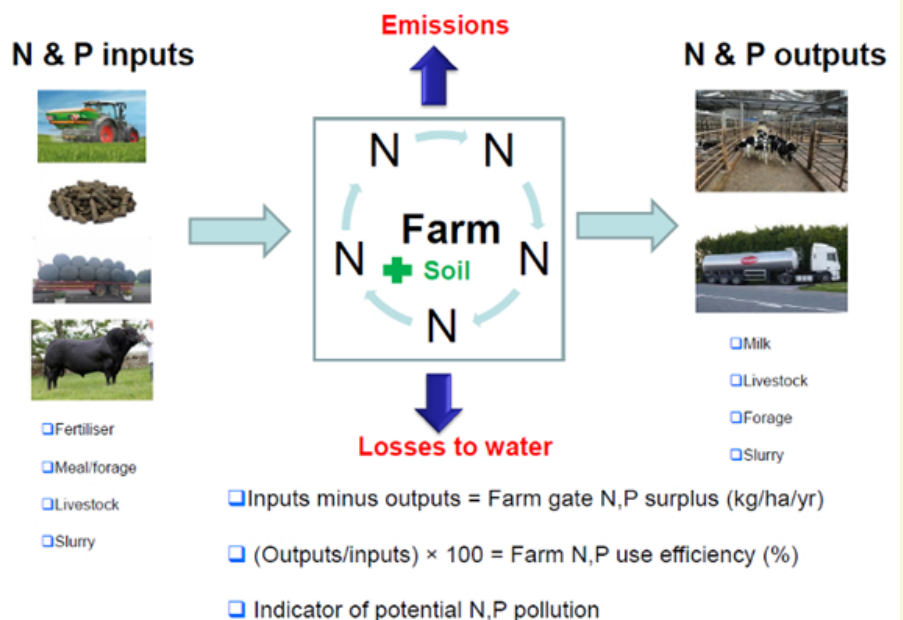 Emissions
N & P inputs
N & P outputs
N N
Farm
N Soil N
N
Losses to water
❑Fertiliser
❑Meal/forage
❑Livestock
❑Slurry
❑Milk
❑Livestock
❑Forage
❑Slurry
❑Inputs minus outputs = Farm gate N,P surplus (kg/ha/yr)
❑ (Outputs/inputs) × 100 = Farm N,P use efficiency (%)
❑ Indicator of potential N,P pollution